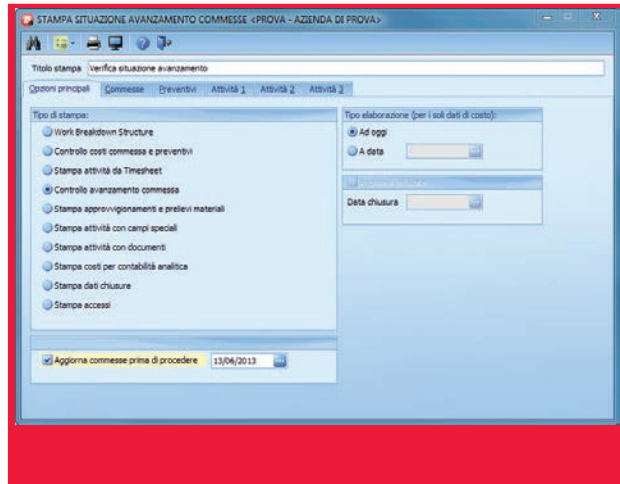 STAMPA SITUAZIONE AVANZAMENTO COMMESSE <PROVA - AZIENDA DI PROVA>
Titolo stampa Verifica situazione avanzamento
Opzioni principali Commesse Preventivi Attività 1 Attività 2 Attività 3
Tipo di stampa:
Work Breakdown Structure
Controllo costi commessa e preventivi
Stampa attività da Timesheet
Controllo avanzamento commessa
Stampa approvvigionamenti e prelievi materiali
Stampa attività con campi speciali
Stampa attività con documenti
Stampa costi per contabilità analitica
Stampa dati chiusure
Stampa accessi
Aggiorna commesse prima di procedere 13/06/2013
Tipo elaborazione (per i soli dati di costo):
Ad oggi
A data
Data chiusura